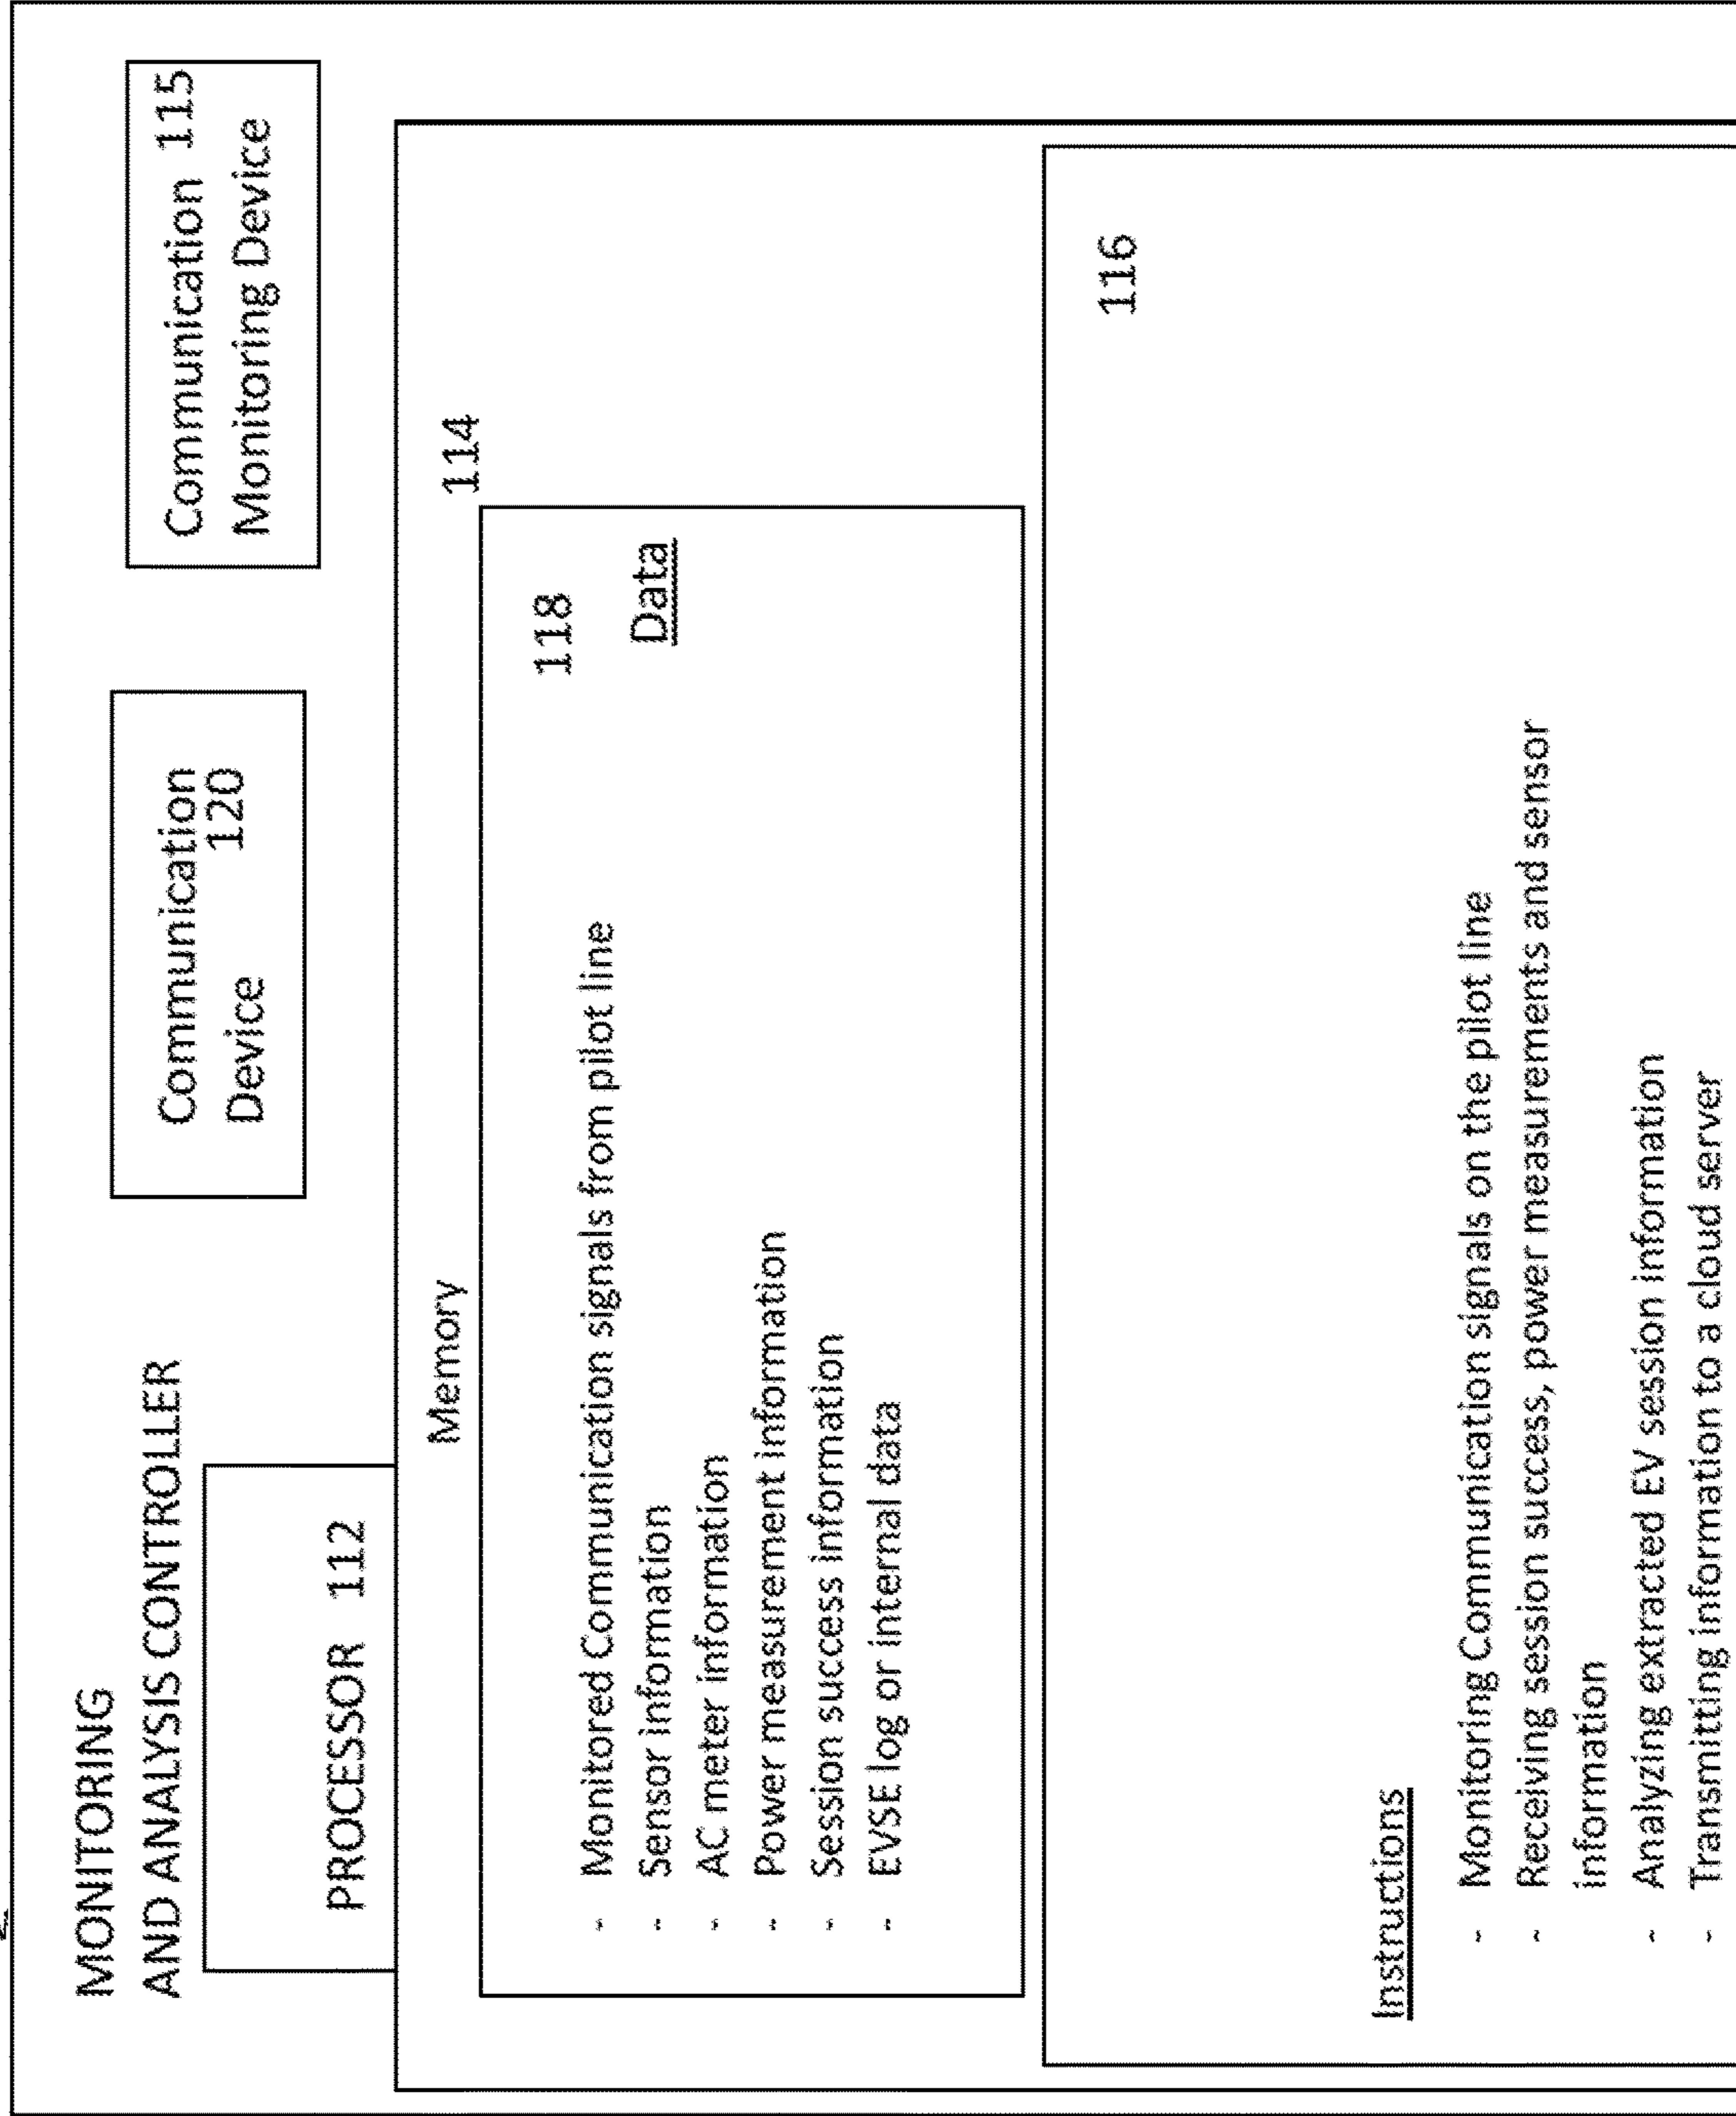 MONITORING
AND ANALYSIS CONTROLLER
PROCESSOR 112
Communication
Device 120
Communication 115
Monitoring Device
Memory
114
118
Data
- Monitored Communication signals from pilot line
- Sensor information
- AC meter information
- Power measurement information
- Session success information
- EVSE log or internal data
116
Instructions
- Monitoring Communication signals on the pilot line
- Receiving session success, power measurements and sensor
information
- Analyzing extracted EV session information
- Transmitting information to a cloud server